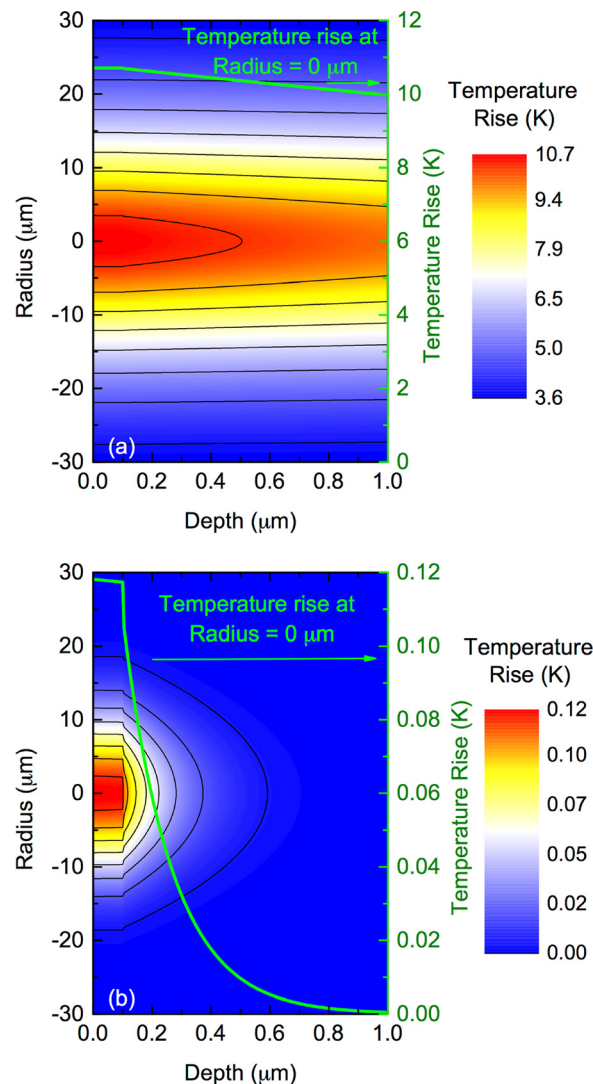 30
20
10
0
-10
-20
-30
Radius (μm)
Temperature rise at
Radius = 0 μm
(a)
0.0 0.2 0.4 0.6 0.8 1.0
Depth (μm)
12
10
8
6
4
2
0
Temperature Rise (K)
Temperature
Rise (K)
10.7
9.4
7.9
6.5
5.0
3.6
30
20
10
0
-10
-20
-30
Radius (μm)
Temperature rise at
Radius = 0 μm
(b)
0.0 0.2 0.4 0.6 0.8 1.0
Depth (μm)
0.12
0.10
0.08
0.06
0.04
0.02
0.00
Temperature Rise (K)
Temperature
Rise (K)
0.12
0.10
0.07
0.05
0.02
0.00